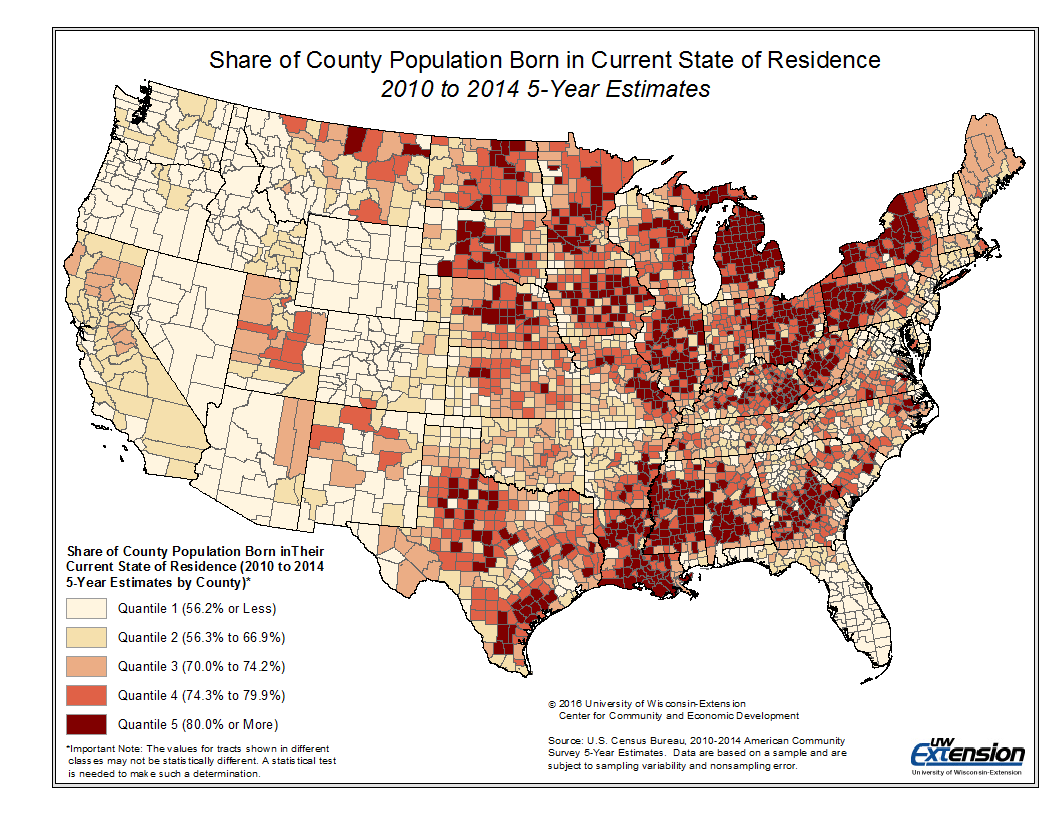 Share of County Population Born in Current State of Residence
2010 to 2014 5-Year Estimates
Share of County Population Born inTheir
Current State of Residence (2010 to 2014
5-Year Estimates by County)*
Quantile 1 (56.2% or Less)
Quantile 2 (56.3% to 66.9%)
Quantile 3 (70.0% to 74.2%)
Quantile 4 (74.3% to 79.9%)
Quantile 5 (80.0% or More)
*Important Note: The values for tracts shown in different
classes may not be statistically different. A statistical test
is needed to make such a determination.
© 2016 University of Wisconsin-Extension
Center for Community and Economic Development
Source: U.S. Census Bureau, 2010-2014 American Community
Survey 5-Year Estimates. Data are based on a sample and are
subject to sampling variability and nonsampling error.
UW
Extension
University of Wisconsin-Extension